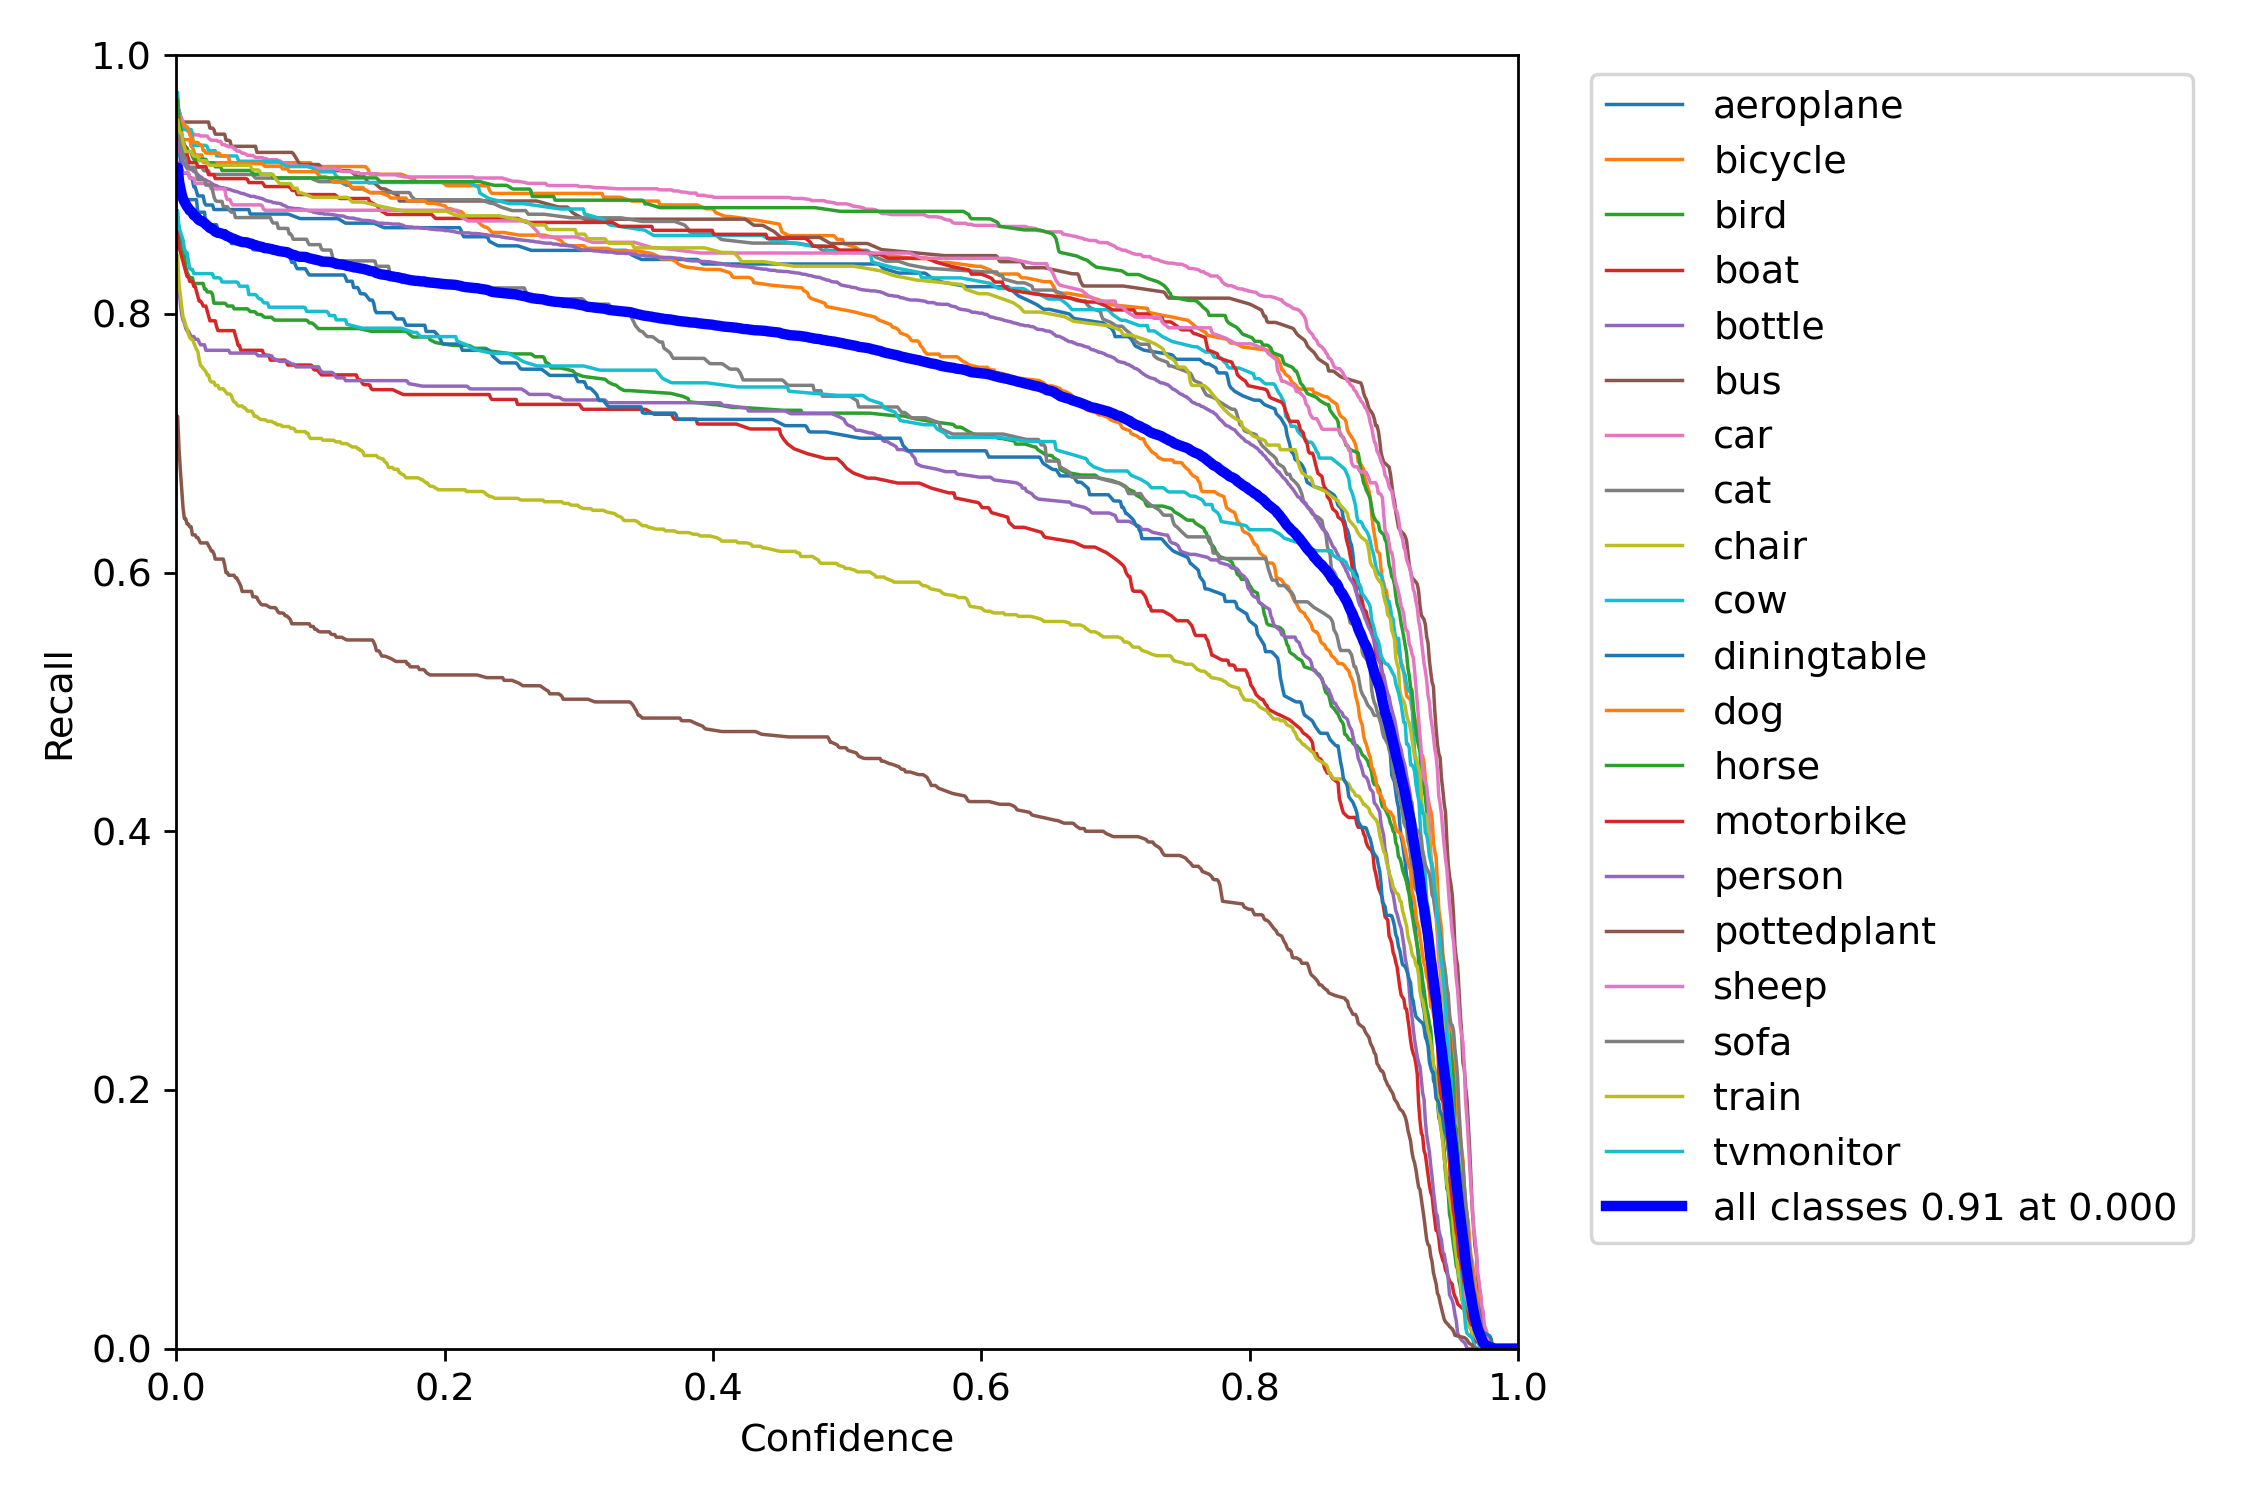 1.0
0.8
0.6
0.4
0.2
0.0
Recall
0.0 0.2 0.4 0.6 0.8 1.0
Confidence
aeroplane
bicycle
bird
boat
bottle
bus
car
cat
chair
cow
diningtable
dog
horse
motorbike
person
pottedplant
sheep
sofa
train
tvmonitor
all classes 0.91 at 0.000